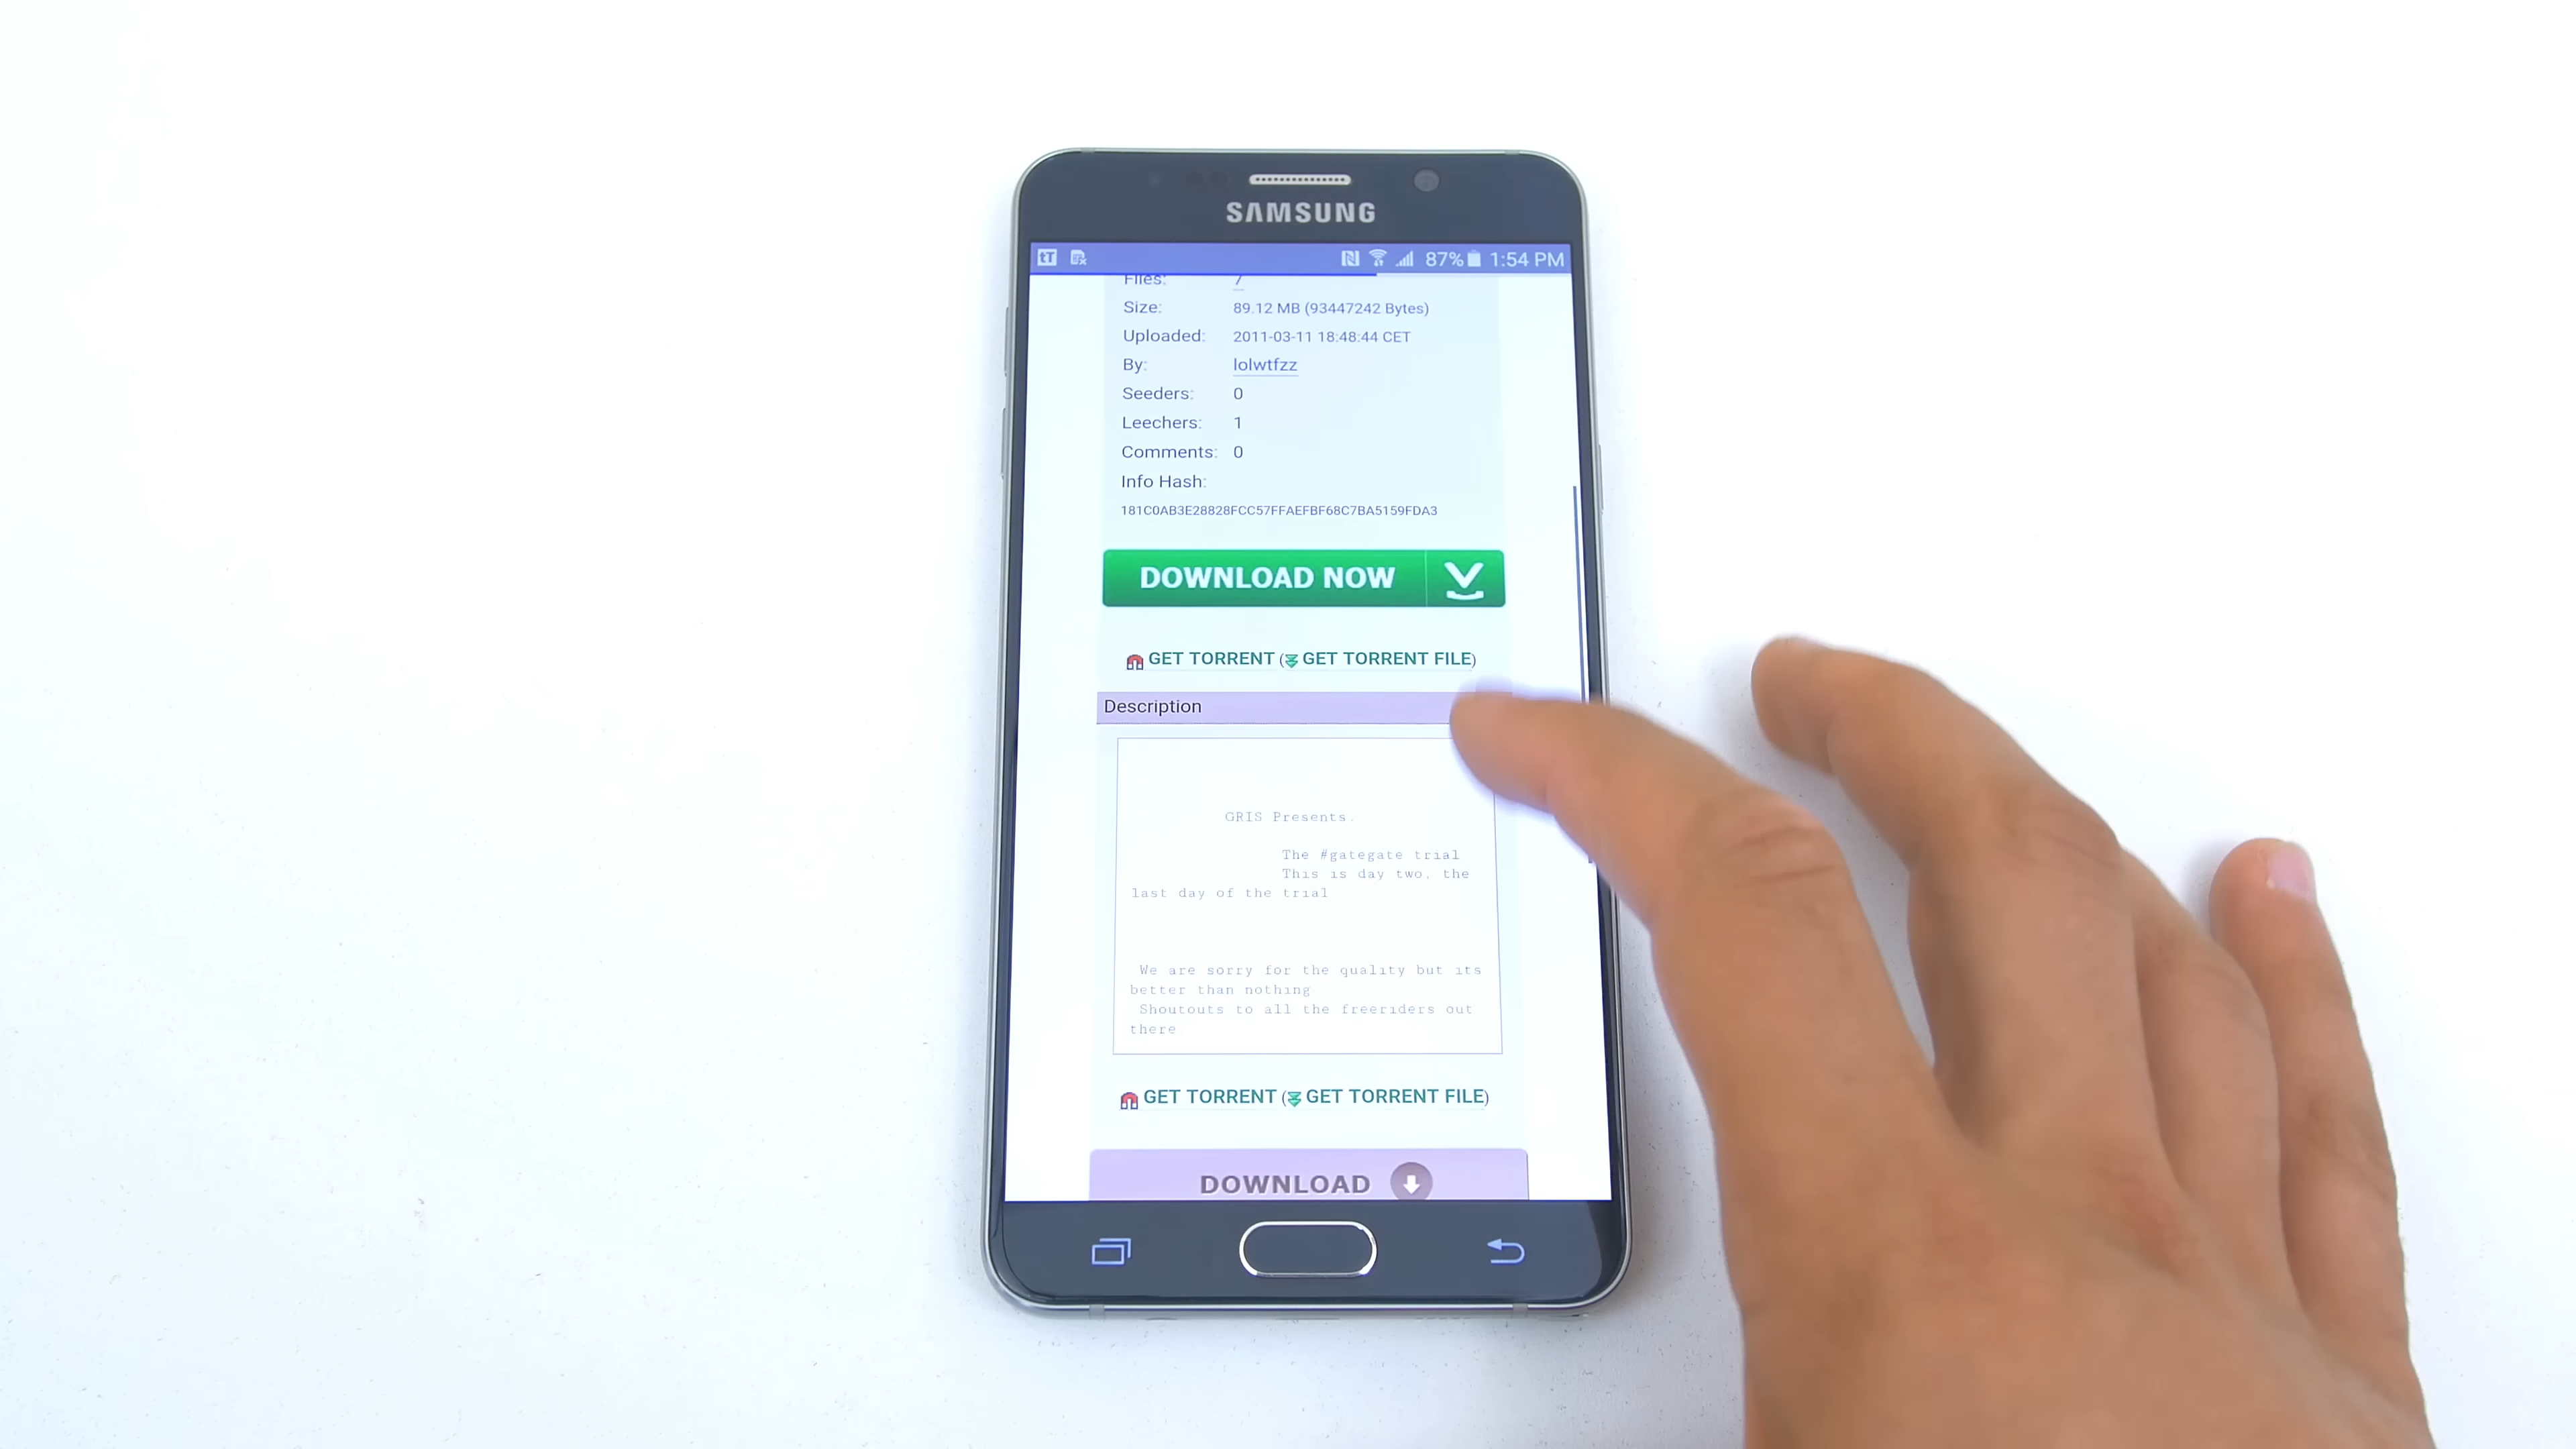 SAMSUNG
tT 87% 1:54 PM
Files: 7
Size: 89.12 MB (93447242 Bytes)
Uploaded: 2011-03-11 18:48:44 CET
By: lolwtfzz
Seeders: 0
Leechers: 1
Comments: 0
Info Hash:
181C0AB3E28828FCC57FFAEFBF68C7BA5159FDA3
DOWNLOAD NOW
GET TORRENT (GET TORRENT FILE)
Description
GRIS Presents.
The #gategate trial
This is day two, the
last day of the trial
We are sorry for the quality but its
better than nothing
Shoutouts to all the freeriders out
there
GET TORRENT (GET TORRENT FILE)
DOWNLOAD